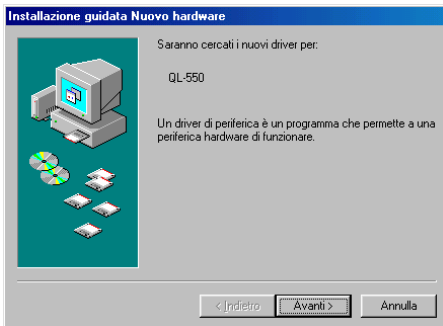 Installazione guidata Nuovo hardware
Saranno cercati i nuovi driver per:
QL-550
Un driver di periferica è un programma che permette a una
periferica hardware di funzionare.
< Indietro
Avanti >
Annulla